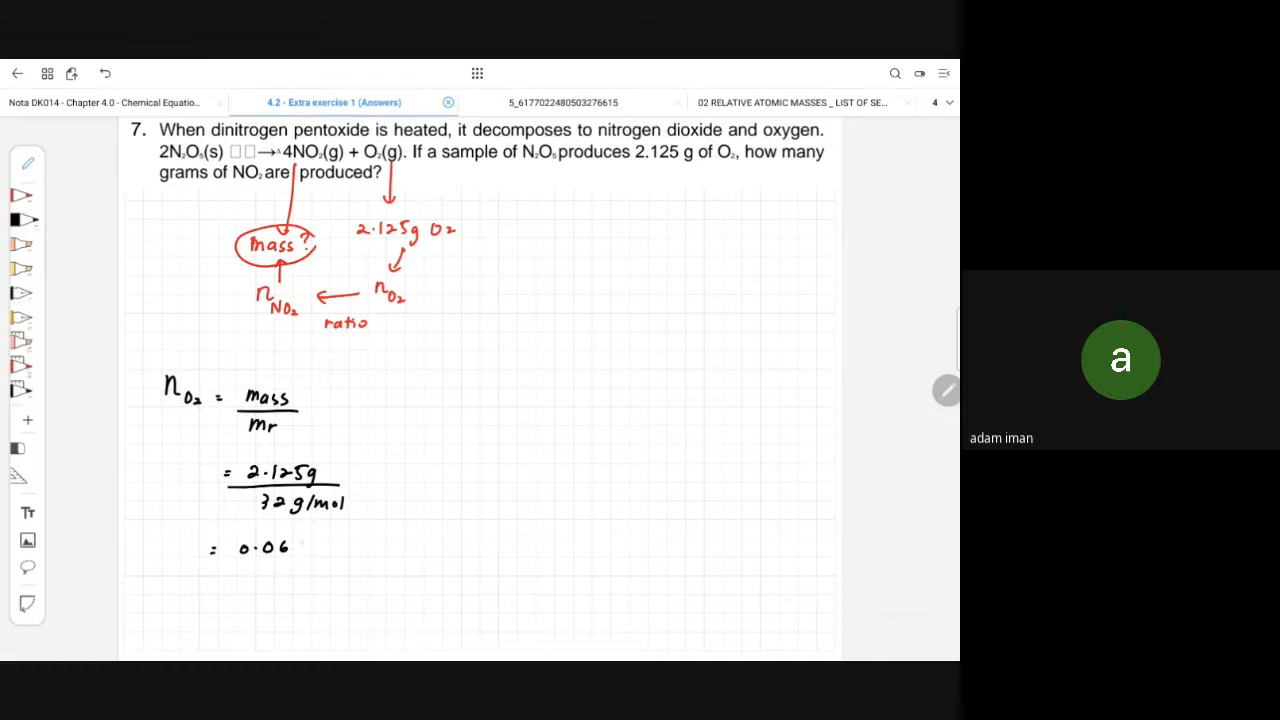 Nota DK014 - Chapter 4.0 - Chemical Equatio...
4.2 - Extra exercise 1 (Answers)
5_6177022480503276615
02 RELATIVE ATOMIC MASSES _ LIST OF SE...
4
7. When dinitrogen pentoxide is heated, it decomposes to nitrogen dioxide and oxygen.
2N₂O₅(s) □□→ 4NO₂(g) + O₂(g). If a sample of N₂O₅ produces 2.125 g of O₂, how many
grams of NO₂ are produced?
mass? 2.125g O₂
n NO₂ ← n O₂
ratio
n O₂ = mass
mr
= 2.125g
32 g/mol
= 0.06
Tт
a
adam iman